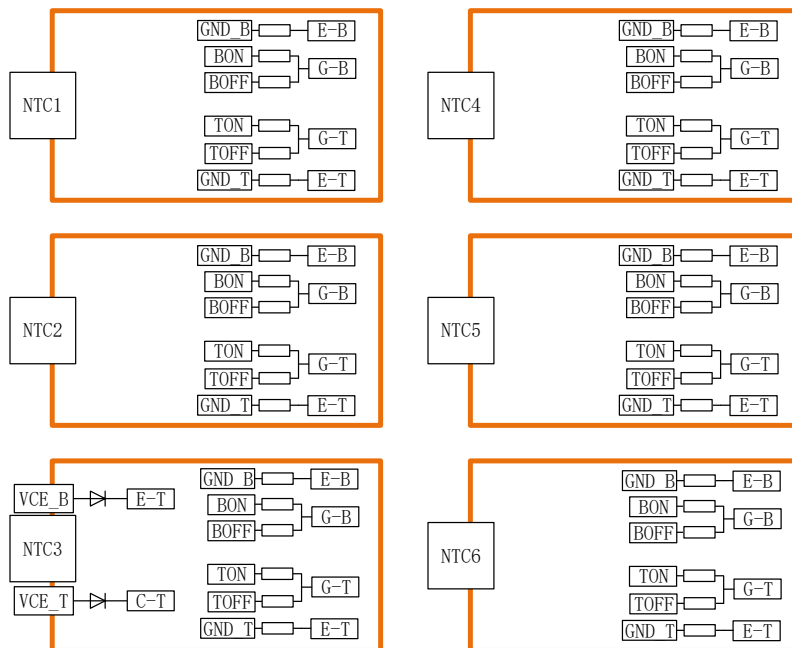 GND_B E-B
BON
G-B
BOFF
NTC1
TON
G-T
TOFF
GND_T E-T
GND_B E-B
BON
G-B
BOFF
NTC4
TON
G-T
TOFF
GND_T E-T
GND_B E-B
BON
G-B
BOFF
NTC2
TON
G-T
TOFF
GND_T E-T
GND_B E-B
BON
G-B
BOFF
NTC5
TON
G-T
TOFF
GND_T E-T
GND_B E-B
VCE_B E-T
BON
G-B
BOFF
NTC3
TON
G-T
VCE_T C-T
TOFF
GND_T E-T
GND_B E-B
BON
G-B
BOFF
NTC6
TON
G-T
TOFF
GND_T E-T